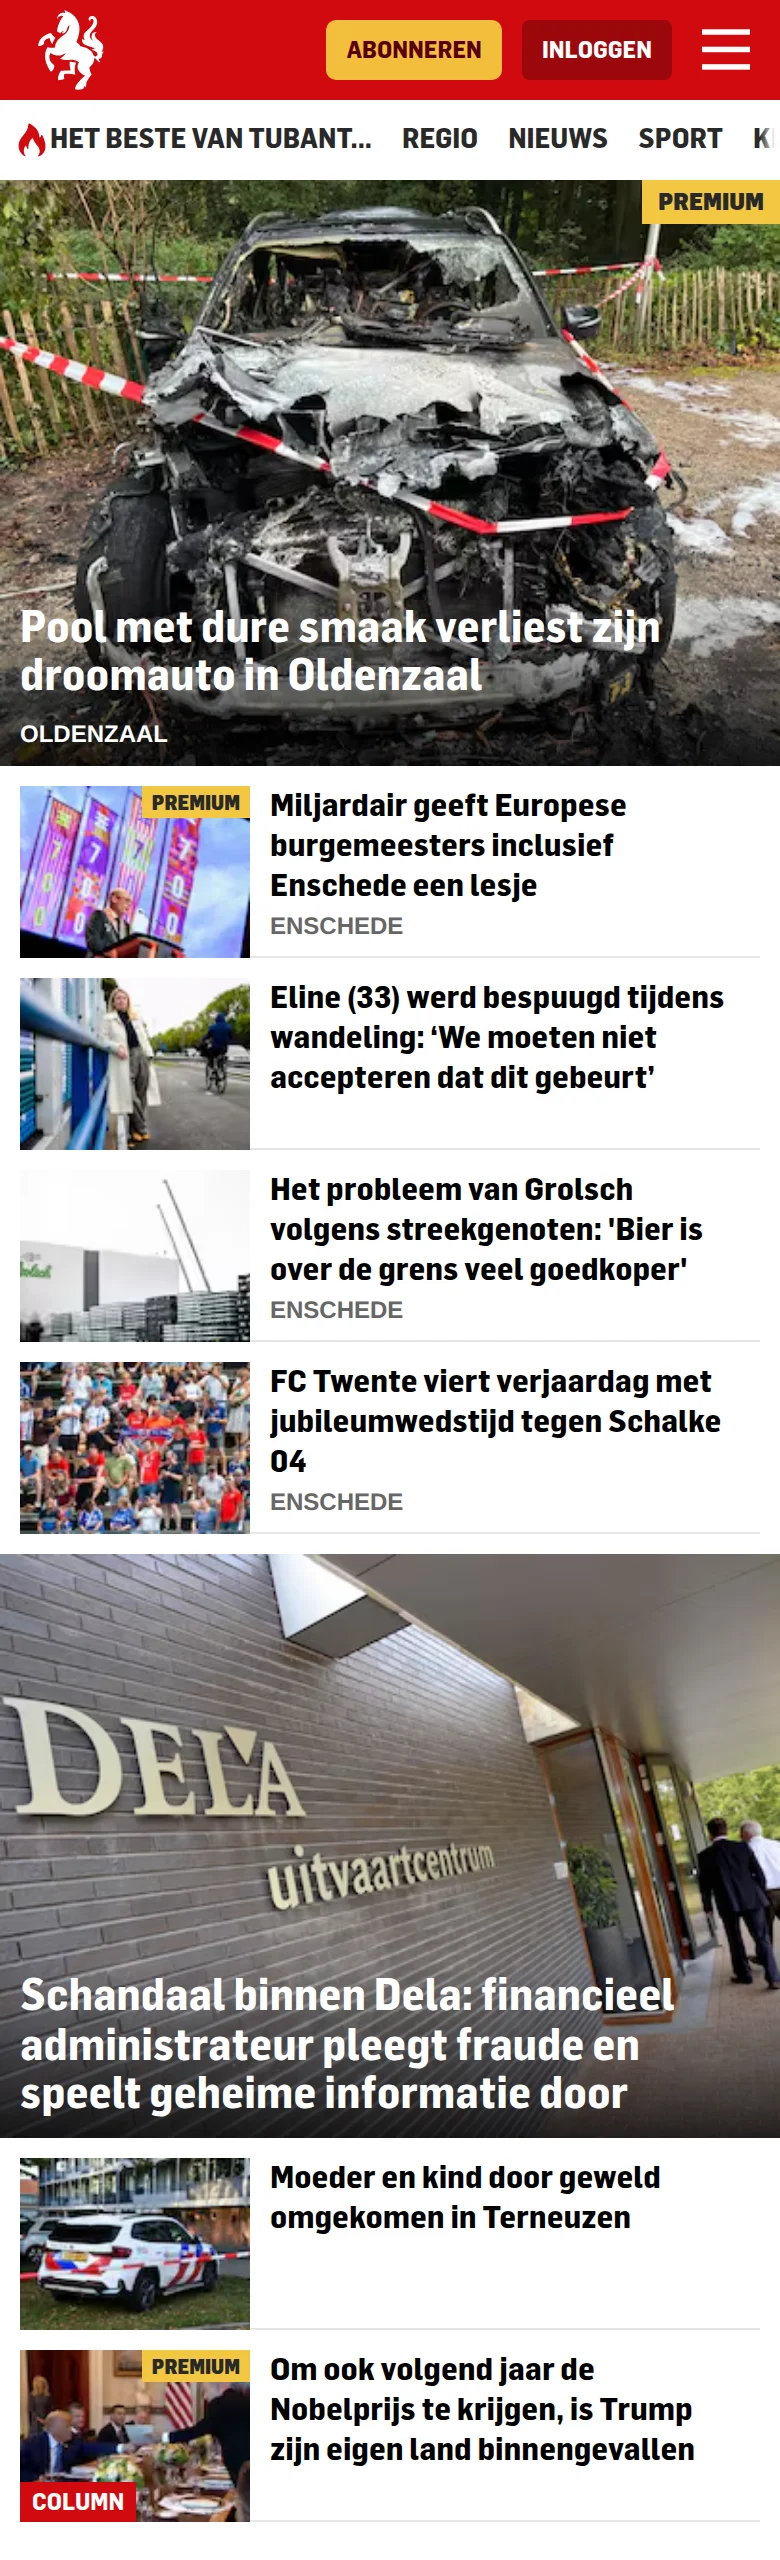 ABONNEREN
INLOGGEN
HET BESTE VAN TUBANT...
REGIO
NIEUWS
SPORT
PREMIUM
Pool met dure smaak verliest zijn
droomauto in Oldenzaal
OLDENZAAL
PREMIUM
700
700
Miljardair geeft Europese
burgemeesters inclusief
Enschede een lesje
ENSCHEDE
Eline (33) werd bespuugd tijdens
wandeling: ‘We moeten niet
accepteren dat dit gebeurt’
Het probleem van Grolsch
volgens streekgenoten: 'Bier is
over de grens veel goedkoper'
ENSCHEDE
FC Twente viert verjaardag met
jubileumwedstijd tegen Schalke
04
ENSCHEDE
DELA
uitvaartcentrum
Schandaal binnen Dela: financieel
administrateur pleegt fraude en
speelt geheime informatie door
Moeder en kind door geweld
omgekomen in Terneuzen
PREMIUM
COLUMN
Om ook volgend jaar de
Nobelprijs te krijgen, is Trump
zijn eigen land binnengevallen